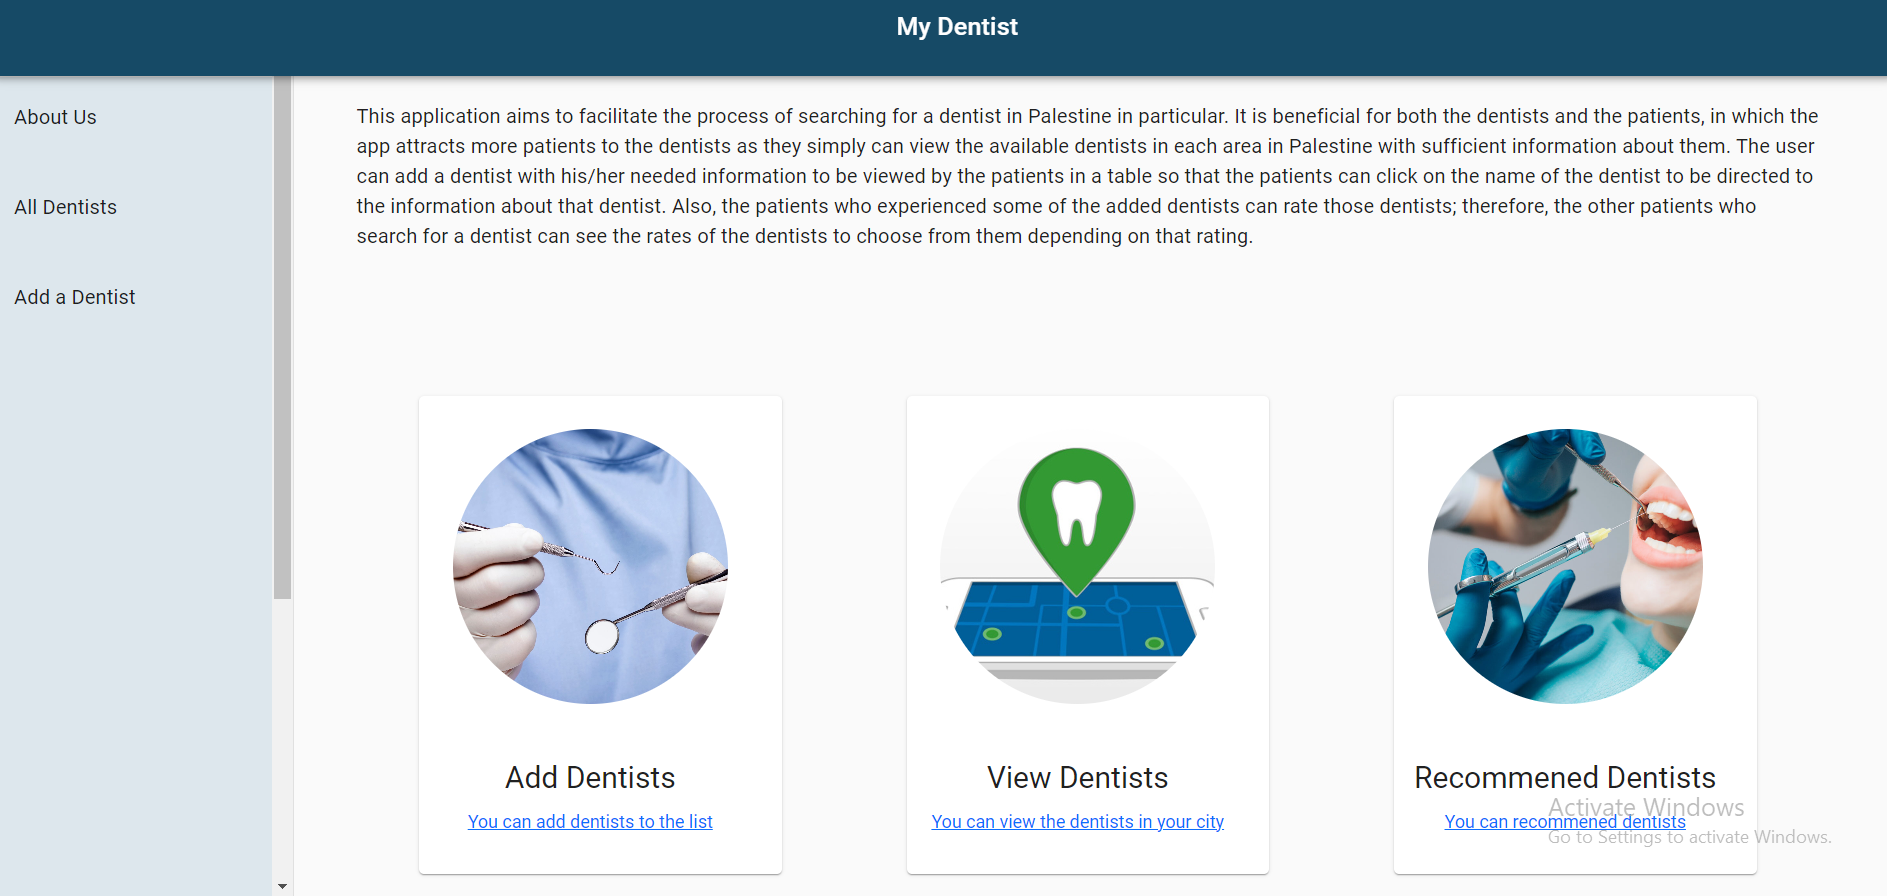 My Dentist
About Us
All Dentists
Add a Dentist
This application aims to facilitate the process of searching for a dentist in Palestine in particular. It is beneficial for both the dentists and the patients, in which the
app attracts more patients to the dentists as they simply can view the available dentists in each area in Palestine with sufficient information about them. The user
can add a dentist with his/her needed information to be viewed by the patients in a table so that the patients can click on the name of the dentist to be directed to
the information about that dentist. Also, the patients who experienced some of the added dentists can rate those dentists; therefore, the other patients who
search for a dentist can see the rates of the dentists to choose from them depending on that rating.
Add Dentists
You can add dentists to the list
View Dentists
You can view the dentists in your city
Recommened Dentists
You can recommened dentists
Activate Windows
Go to Settings to activate Windows.